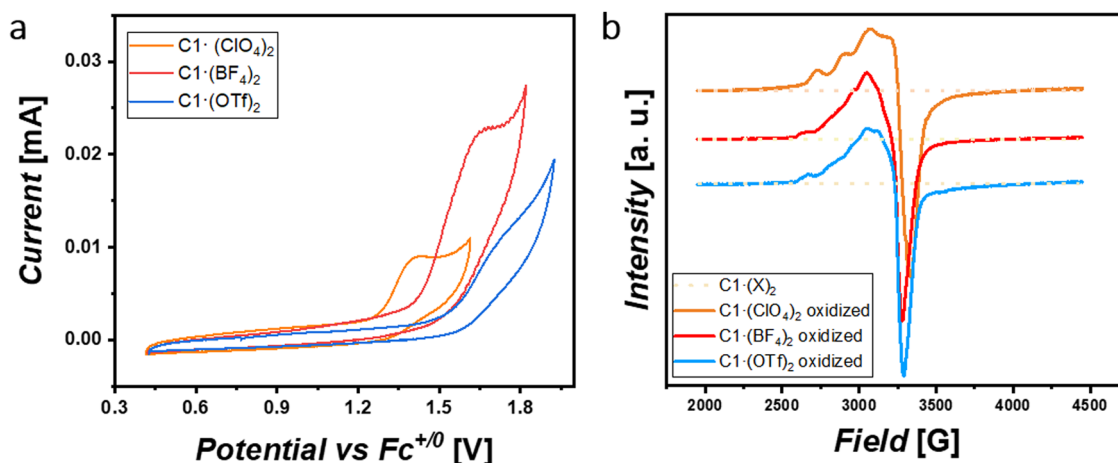 a
C1· (ClO₄)₂
C1·(BF₄)₂
C1·(OTf)₂
0.03
0.02
0.01
0.00
Current [mA]
0.3 0.6 0.9 1.2 1.5 1.8
Potential vs Fc⁺/⁰ [V]
b
Intensity [a. u.]
C1·(X)₂
C1·(ClO₄)₂ oxidized
C1·(BF₄)₂ oxidized
C1·(OTf)₂ oxidized
2000 2500 3000 3500 4000 4500
Field [G]